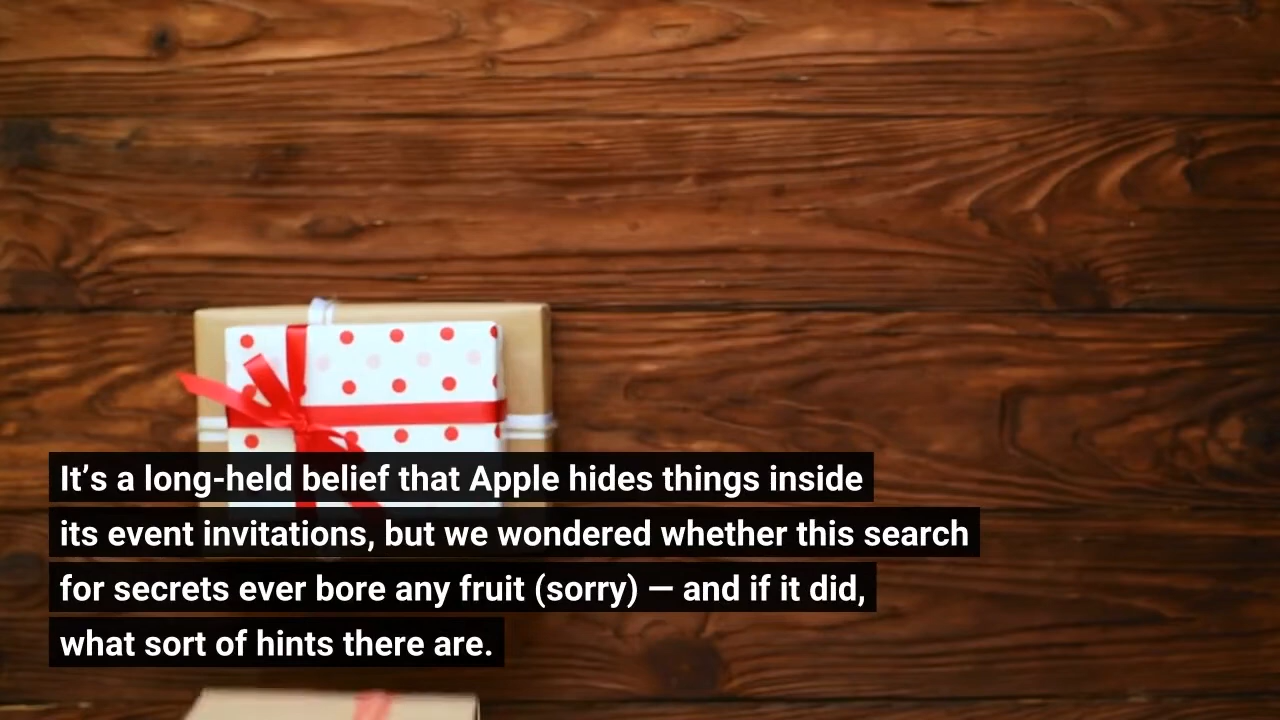 It’s a long-held belief that Apple hides things inside
its event invitations, but we wondered whether this search
for secrets ever bore any fruit (sorry) — and if it did,
what sort of hints there are.